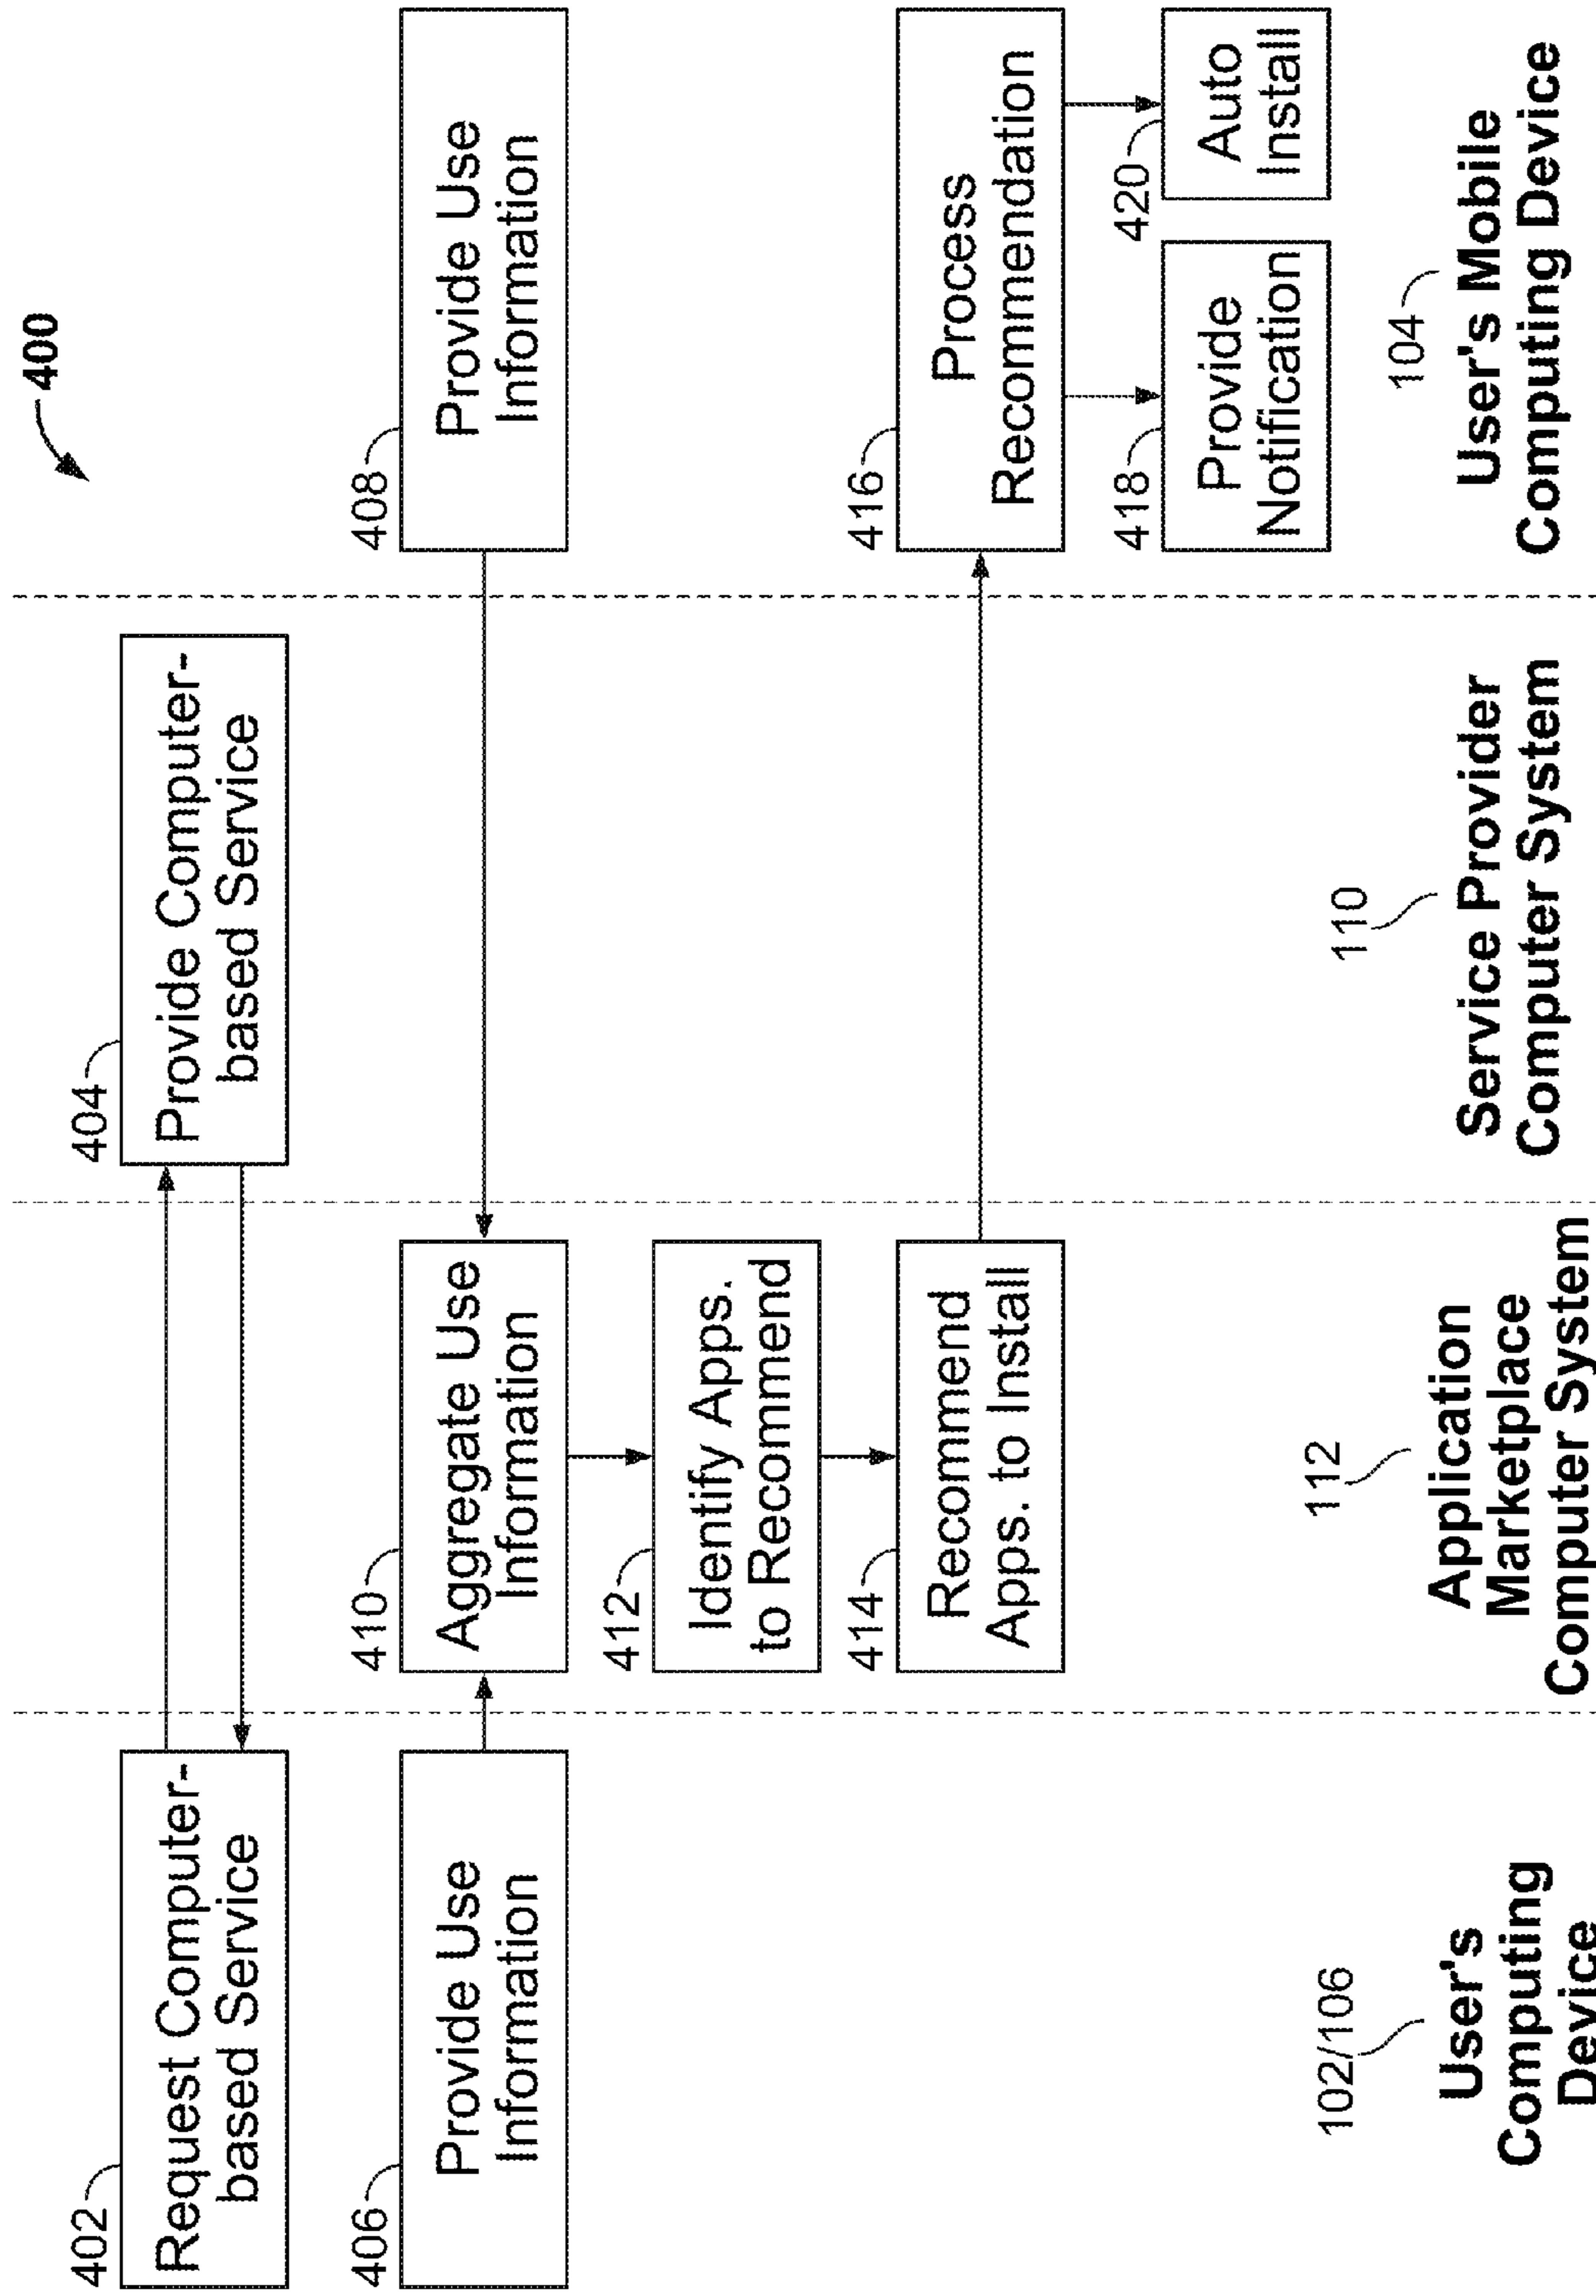 400
402
Request Computer-
based Service
404
Provide Computer-
based Service
406
Provide Use
Information
410
Aggregate Use
Information
408
Provide Use
Information
412
Identify Apps.
to Recommend
414
Recommend
Apps. to Install
416
Process
Recommendation
418
Provide
Notification
420
Auto
Install
102/106
User's
Computing
Device
112
Application
Marketplace
Computer System
110
Service Provider
Computer System
104
User's Mobile
Computing Device